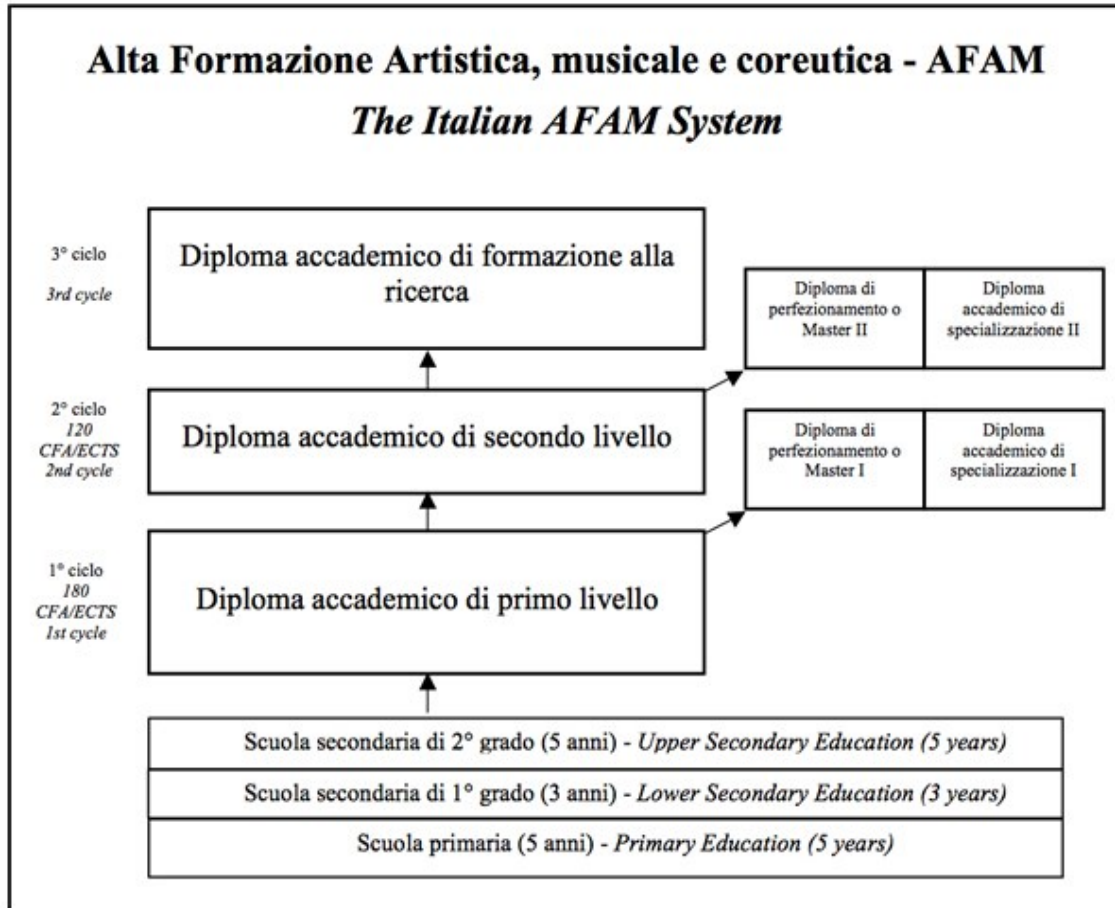 Alta Formazione Artistica, musicale e coreutica - AFAM
The Italian AFAM System
3° ciclo
3rd cycle
Diploma accademico di formazione alla
ricerca
Diploma di
perfezionamento o
Master II
Diploma
accademico di
specializzazione II
2° ciclo
120
CFA/ECTS
2nd cycle
Diploma accademico di secondo livello
Diploma di
perfezionamento o
Master I
Diploma
accademico di
specializzazione I
1° ciclo
180
CFA/ECTS
1st cycle
Diploma accademico di primo livello
Scuola secondaria di 2° grado (5 anni) - Upper Secondary Education (5 years)
Scuola secondaria di 1° grado (3 anni) - Lower Secondary Education (3 years)
Scuola primaria (5 anni) - Primary Education (5 years)